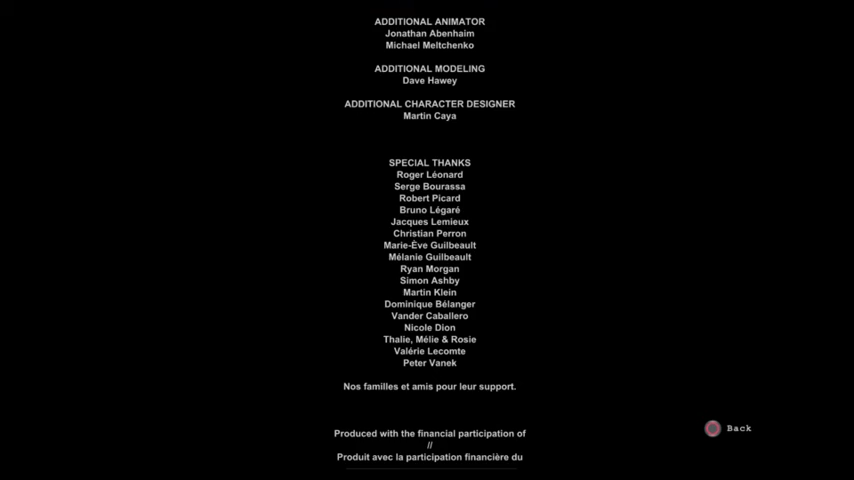 ADDITIONAL ANIMATOR
Jonathan Abenhaim
Michael Meltchenko
ADDITIONAL MODELING
Dave Hawey
ADDITIONAL CHARACTER DESIGNER
Martin Caya
SPECIAL THANKS
Roger Léonard
Serge Bourassa
Robert Picard
Bruno Légaré
Jacques Lemieux
Christian Perron
Marie-Ève Guilbeault
Mélanie Guilbeault
Ryan Morgan
Simon Ashby
Martin Klein
Dominique Bélanger
Vander Caballero
Nicole Dion
Thalie, Mélie & Rosie
Valérie Lecomte
Peter Vanek
Nos familles et amis pour leur support.
Produced with the financial participation of
//
Produit avec la participation financière du
Back